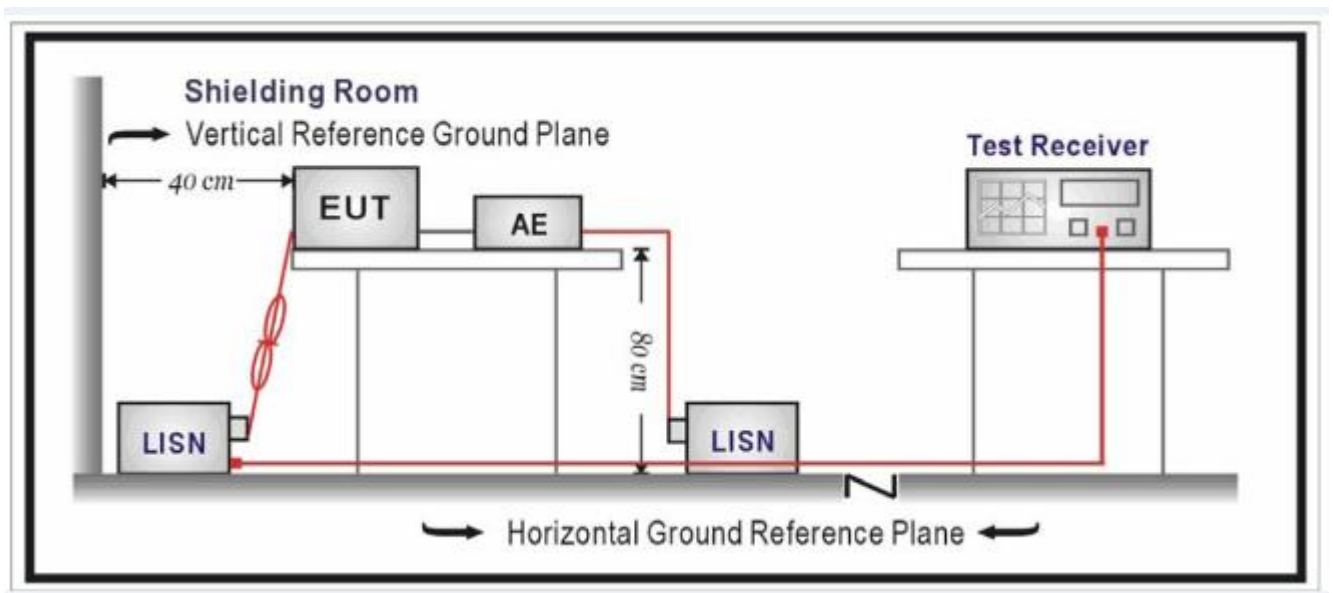 Shielding Room
Vertical Reference Ground Plane
Test Receiver
40 cm
EUT
AE
80 cm
LISN
LISN
Horizontal Ground Reference Plane